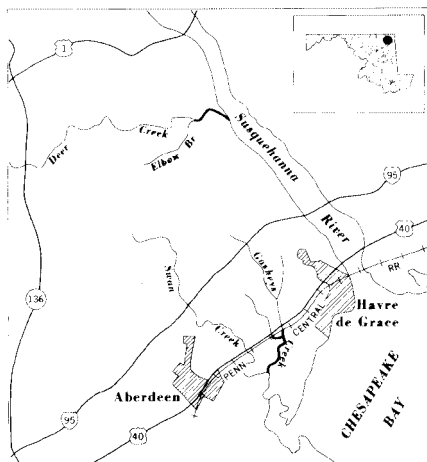 1
Susquehanna
River
Deer
Creek
Elbow Br
95
40
RR
Swan
Creek
Gasheys
Creek
CENTRAL
PENN
Havre
de Grace
136
Aberdeen
95
40
CHESAPEAKE
BAY